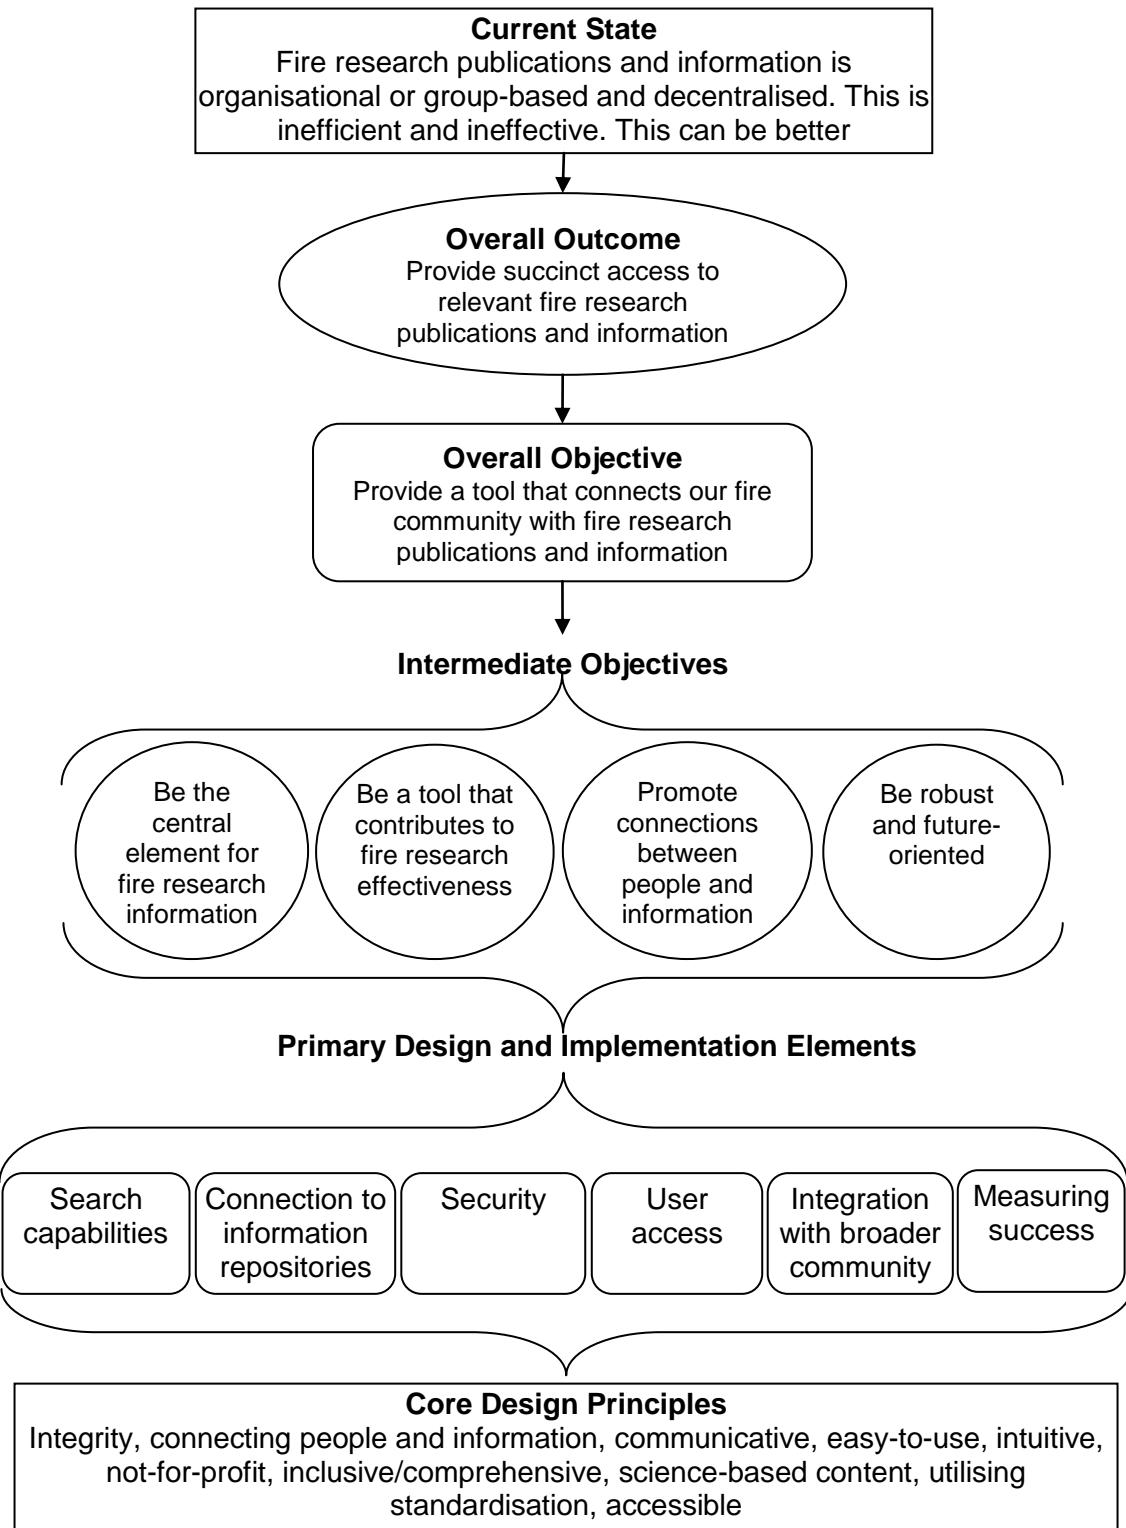 Current State
Fire research publications and information is
organisational or group-based and decentralised. This is
inefficient and ineffective. This can be better
Overall Outcome
Provide succinct access to
relevant fire research
publications and information
Overall Objective
Provide a tool that connects our fire
community with fire research
publications and information
Intermediate Objectives
Be the
central
element for
fire research
information
Be a tool that
contributes to
fire research
effectiveness
Promote
connections
between
people and
information
Be robust
and future-
oriented
Primary Design and Implementation Elements
Search
capabilities
Connection to
information
repositories
Security
User
access
Integration
with broader
community
Measuring
success
Core Design Principles
Integrity, connecting people and information, communicative, easy-to-use, intuitive,
not-for-profit, inclusive/comprehensive, science-based content, utilising
standardisation, accessible